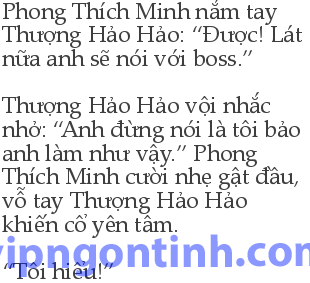 Phong Thích Minh nắm tay
Thượng Hảo Hảo: “Được! Lát
nữa anh sẽ nói với boss.”
Thượng Hảo Hảo vội nhắc
nhở: “Anh đừng nói là tôi bảo
anh làm như vậy.” Phong
Thích Minh cười nhẹ gật đầu,
vỗ tay Thượng Hảo Hảo
khiến cổ yên tâm.
vipngontinh.com
“Tôi hiểu!”